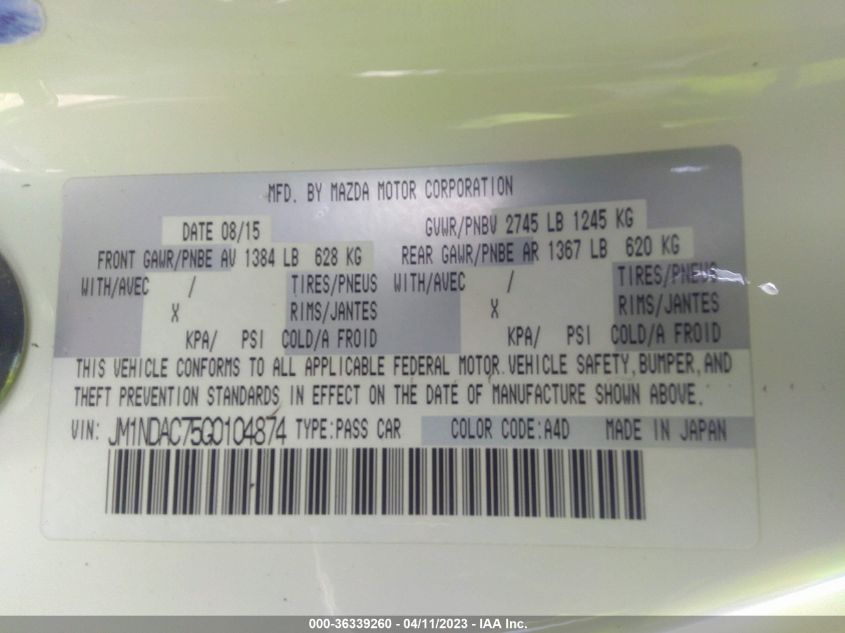 MFD. BY MAZDA MOTOR CORPORATION
DATE 08/15 GVWR/PNBV 2745 LB 1245 KG
FRONT GAWR/PNBE AV 1384 LB 628 KG REAR GAWR/PNBE AR 1367 LB 620 KG
WITH/AVEC / TIRES/PNEUS WITH/AVEC / TIRES/PNEUS
X RIMS/JANTES X RIMS/JANTES
KPA/ PSI COLD/A FROID KPA/ PSI COLD/A FROID
THIS VEHICLE CONFORMS TO ALL APPLICABLE FEDERAL MOTOR VEHICLE SAFETY, BUMPER, AND
THEFT PREVENTION STANDARDS IN EFFECT ON THE DATE OF MANUFACTURE SHOWN ABOVE.
VIN: JM1NDAC75G0104874 TYPE:PASS CAR COLOR CODE:A4D MADE IN JAPAN
000-36339260 - 04/11/2023 - IAA Inc.